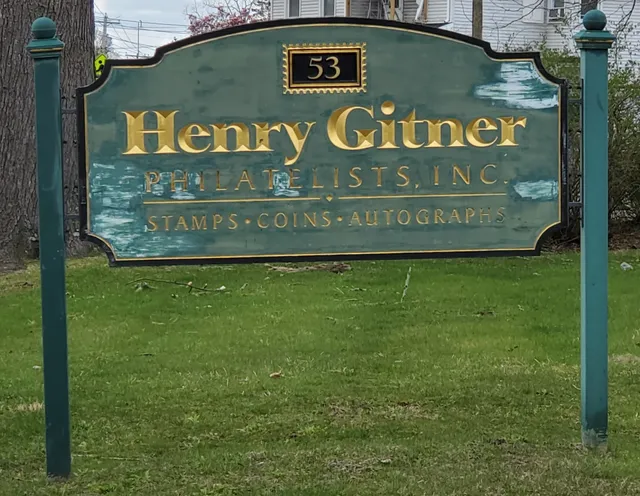 53
Henry Gitner
PHILATELISTS, INC.
STAMPS • COINS • AUTOGRAPHS